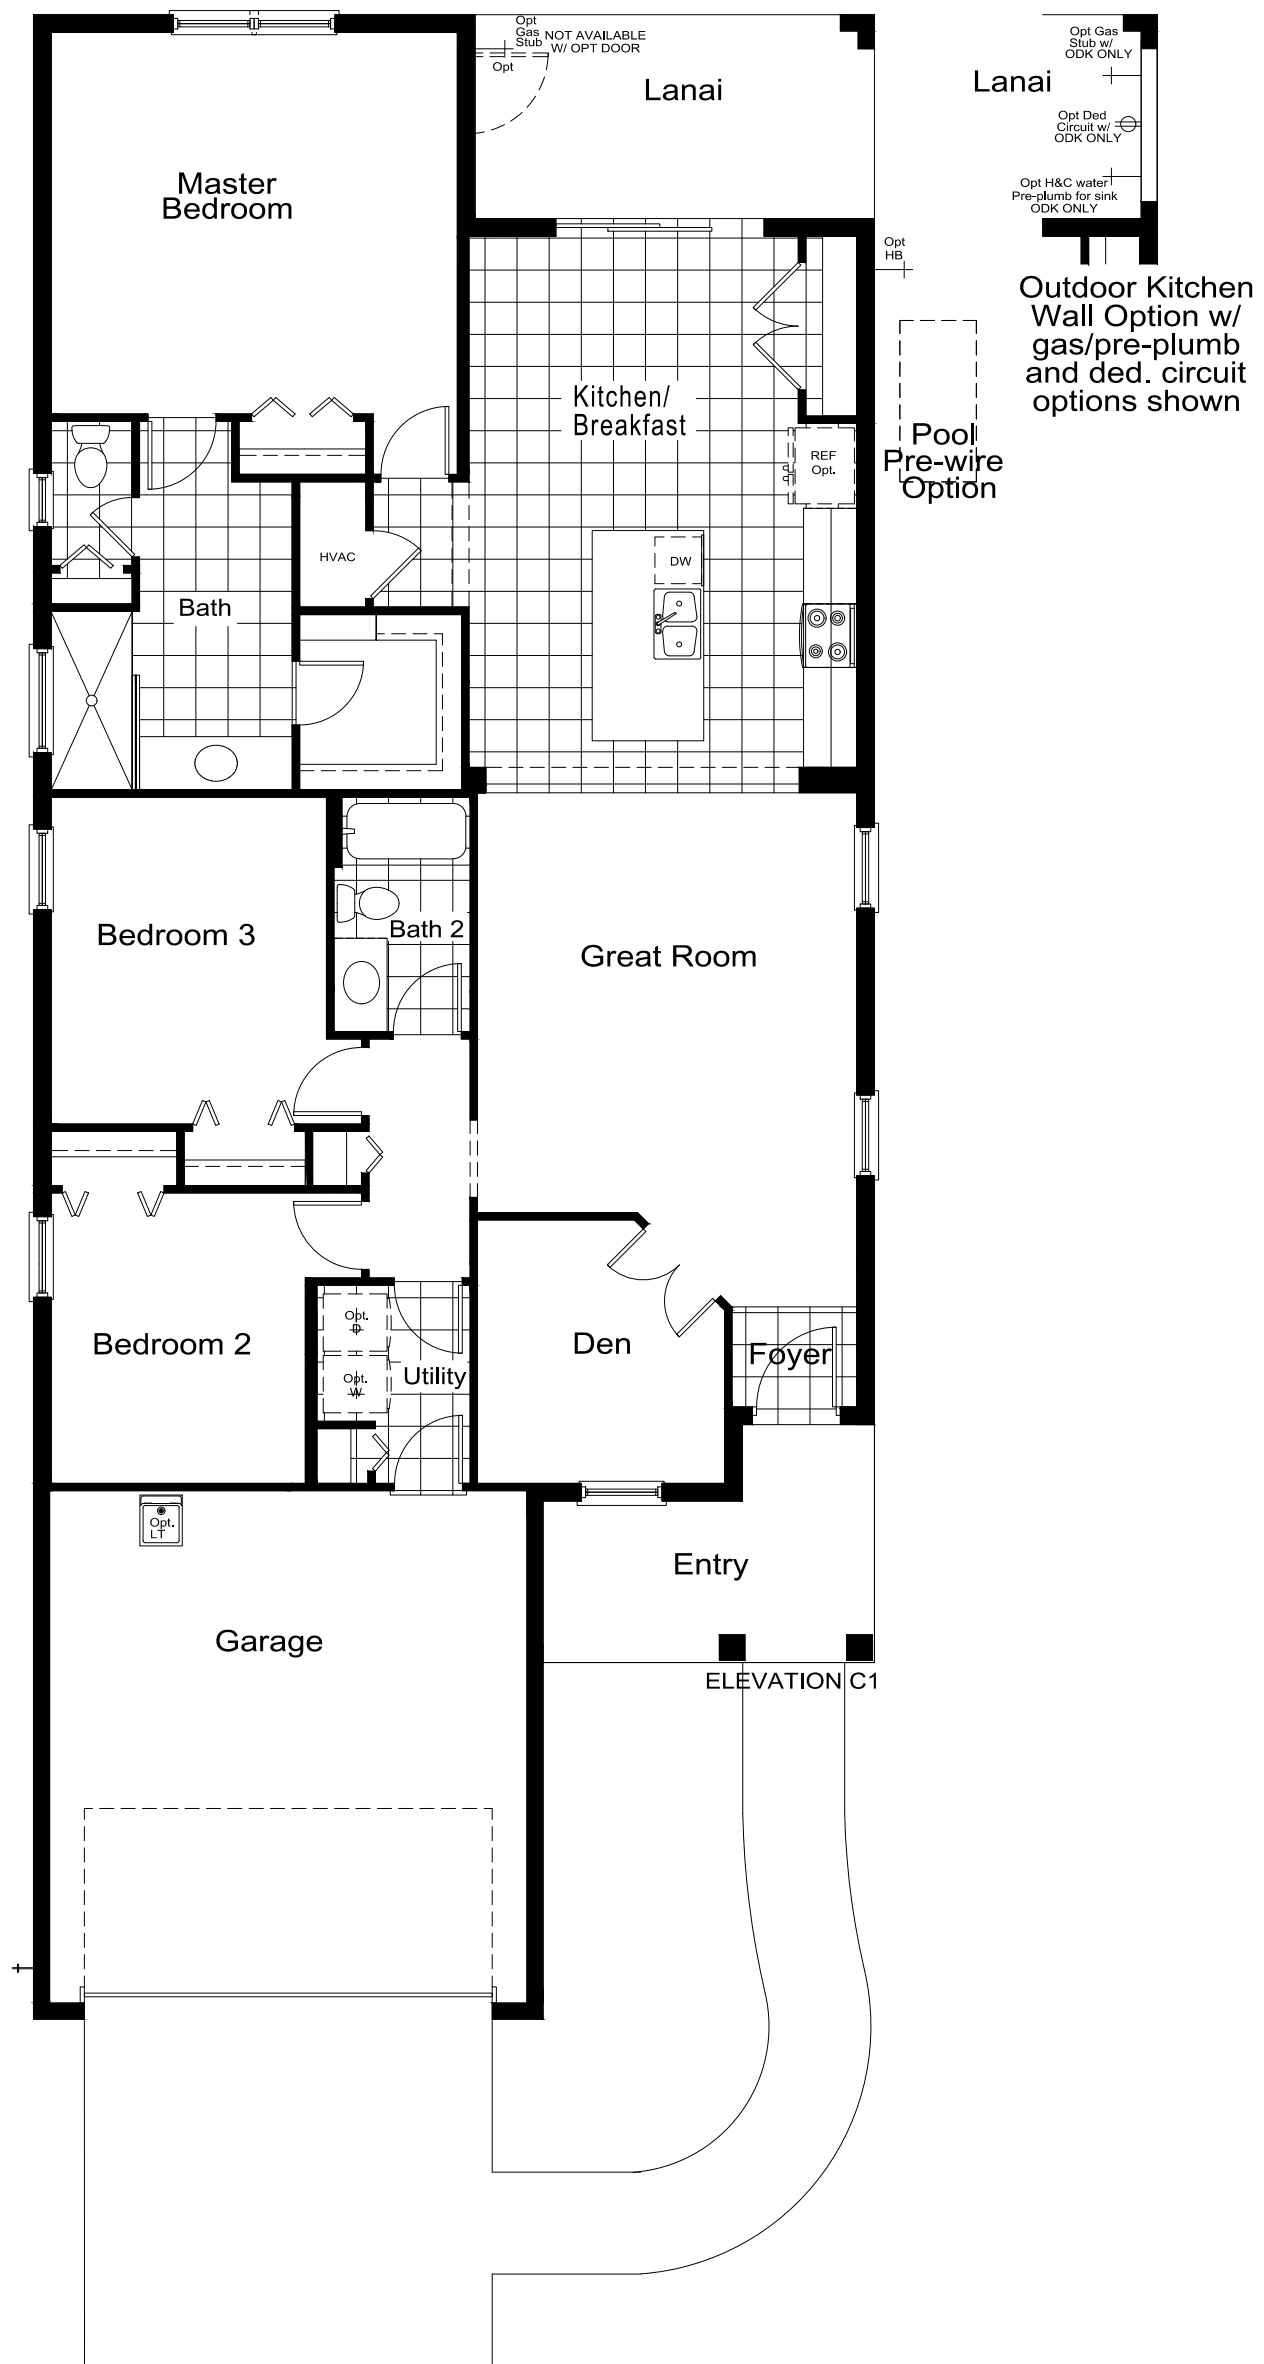 Opt
Gas
Stub
NOT AVAILABLE
W/ OPT DOOR
Opt
Lanai
Opt Gas
Stub w/
ODK ONLY
Lanai
Opt Ded
Circuit w/
ODK ONLY
Opt H&C water
Pre-plumb for sink
ODK ONLY
Master
Bedroom
Opt
HB
Outdoor Kitchen
Wall Option w/
gas/pre-plumb
and ded. circuit
options shown
Kitchen/
Breakfast
Pool
Pre-wire
Option
REF
Opt.
HVAC
DW
Bath
Bedroom 3
Bath 2
Great Room
Opt.
D
Bedroom 2
Den
Foyer
Opt.
W
Utility
Opt.
LT
Entry
Garage
ELEVATION C1